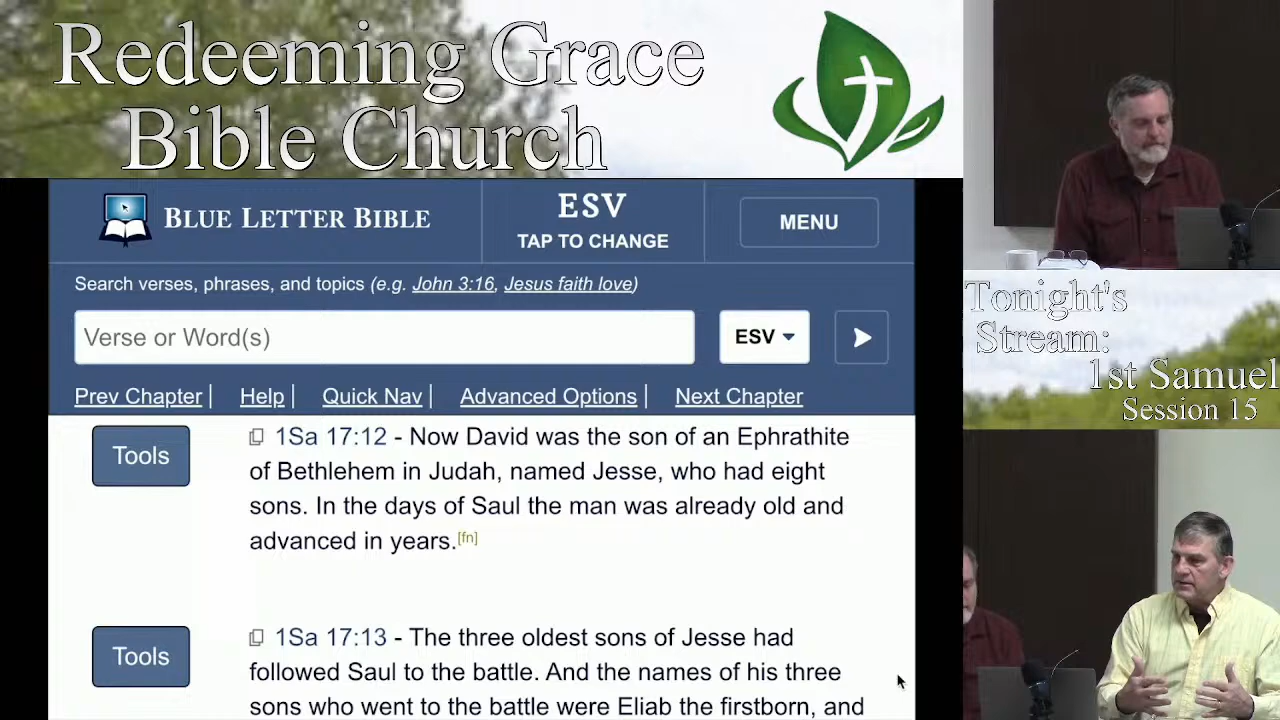 Redeeming Grace
Bible Church
BLUE LETTER BIBLE
ESV
TAP TO CHANGE
MENU
Search verses, phrases, and topics (e.g. John 3:16, Jesus faith love)
Verse or Word(s)
ESV
Prev Chapter |
Help |
Quick Nav |
Advanced Options |
Next Chapter
Tools
1Sa 17:12 - Now David was the son of an Ephrathite
of Bethlehem in Judah, named Jesse, who had eight
sons. In the days of Saul the man was already old and
advanced in years.[fn]
Tools
1Sa 17:13 - The three oldest sons of Jesse had
followed Saul to the battle. And the names of his three
sons who went to the battle were Eliab the firstborn, and
Tonight's
Stream:
1st Samuel
Session 15